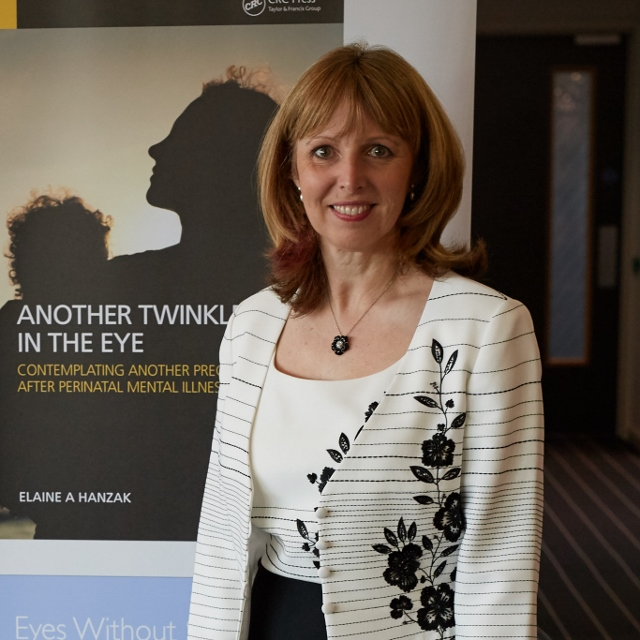 CRC
CRC Press
Taylor & Francis Group
ANOTHER TWINKL
IN THE EYE
CONTEMPLATING ANOTHER PREG
AFTER PERINATAL MENTAL ILLNES
ELAINE A HANZAK
Eyes Without